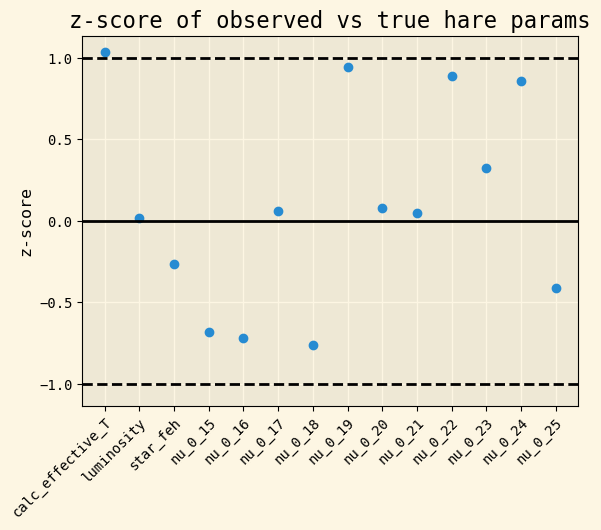 z-score of observed vs true hare params
z-score
1.0
0.5
0.0
−0.5
−1.0
calc_effective_T
luminosity
star_feh
nu_0_15
nu_0_16
nu_0_17
nu_0_18
nu_0_19
nu_0_20
nu_0_21
nu_0_22
nu_0_23
nu_0_24
nu_0_25